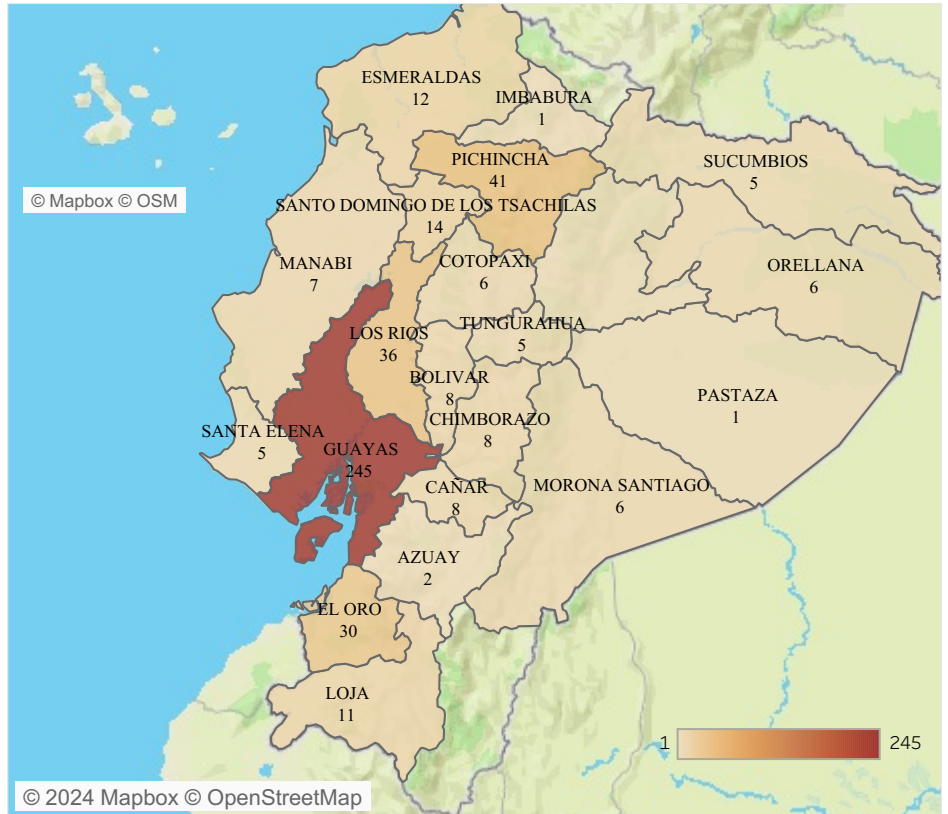 ESMERALDAS
12
IMBABURA
1
PICHINCHA
41
SUCUMBIOS
5
© Mapbox © OSM
SANTO DOMINGO DE LOS TSACHILAS
14
MANABI
7
COTOPAXI
6
ORELLANA
6
LOS RIOS
36
TUNGURAHUA
5
BOLIVAR
8
PASTAZA
1
CHIMBORAZO
8
SANTA ELENA
5
GUAYAS
245
CAÑAR
8
MORONA SANTIAGO
6
AZUAY
2
EL ORO
30
LOJA
11
1
245
© 2024 Mapbox © OpenStreetMap